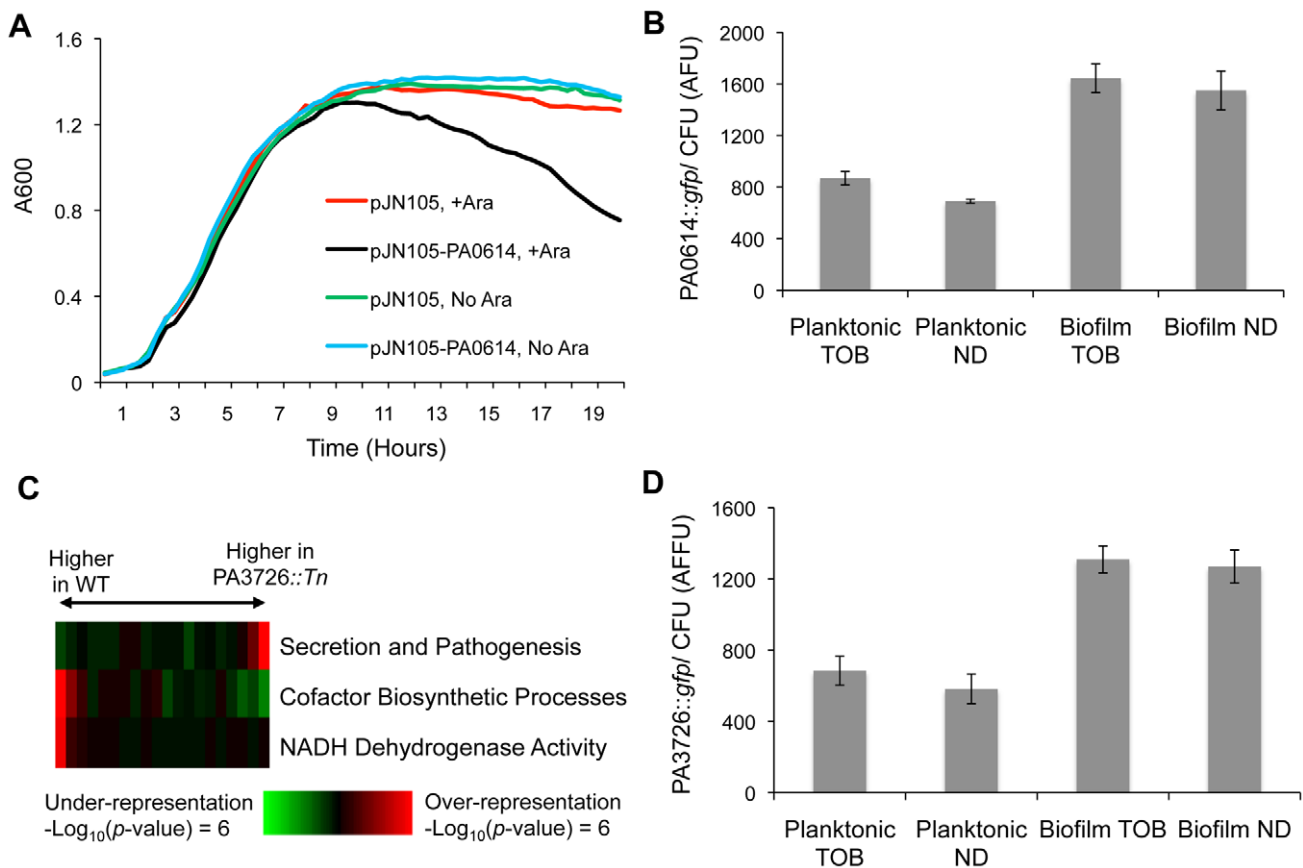 A
1.6
1.2
0.8
0.4
0
A600
pJN105, +Ara
pJN105-PA0614, +Ara
pJN105, No Ara
pJN105-PA0614, No Ara
1 3 5 7 9 11 13 15 17 19
Time (Hours)
B
2000
1600
1200
800
400
0
PA0614::gfp/ CFU (AFU)
Planktonic TOB
Planktonic ND
Biofilm TOB
Biofilm ND
C
Higher in WT
Higher in PA3726::Tn
Secretion and Pathogenesis
Cofactor Biosynthetic Processes
NADH Dehydrogenase Activity
Under-representation
-Log10(p-value) = 6
Over-representation
-Log10(p-value) = 6
D
1600
1200
800
400
0
PA3726::gfp/ CFU (AFFU)
Planktonic TOB
Planktonic ND
Biofilm TOB
Biofilm ND